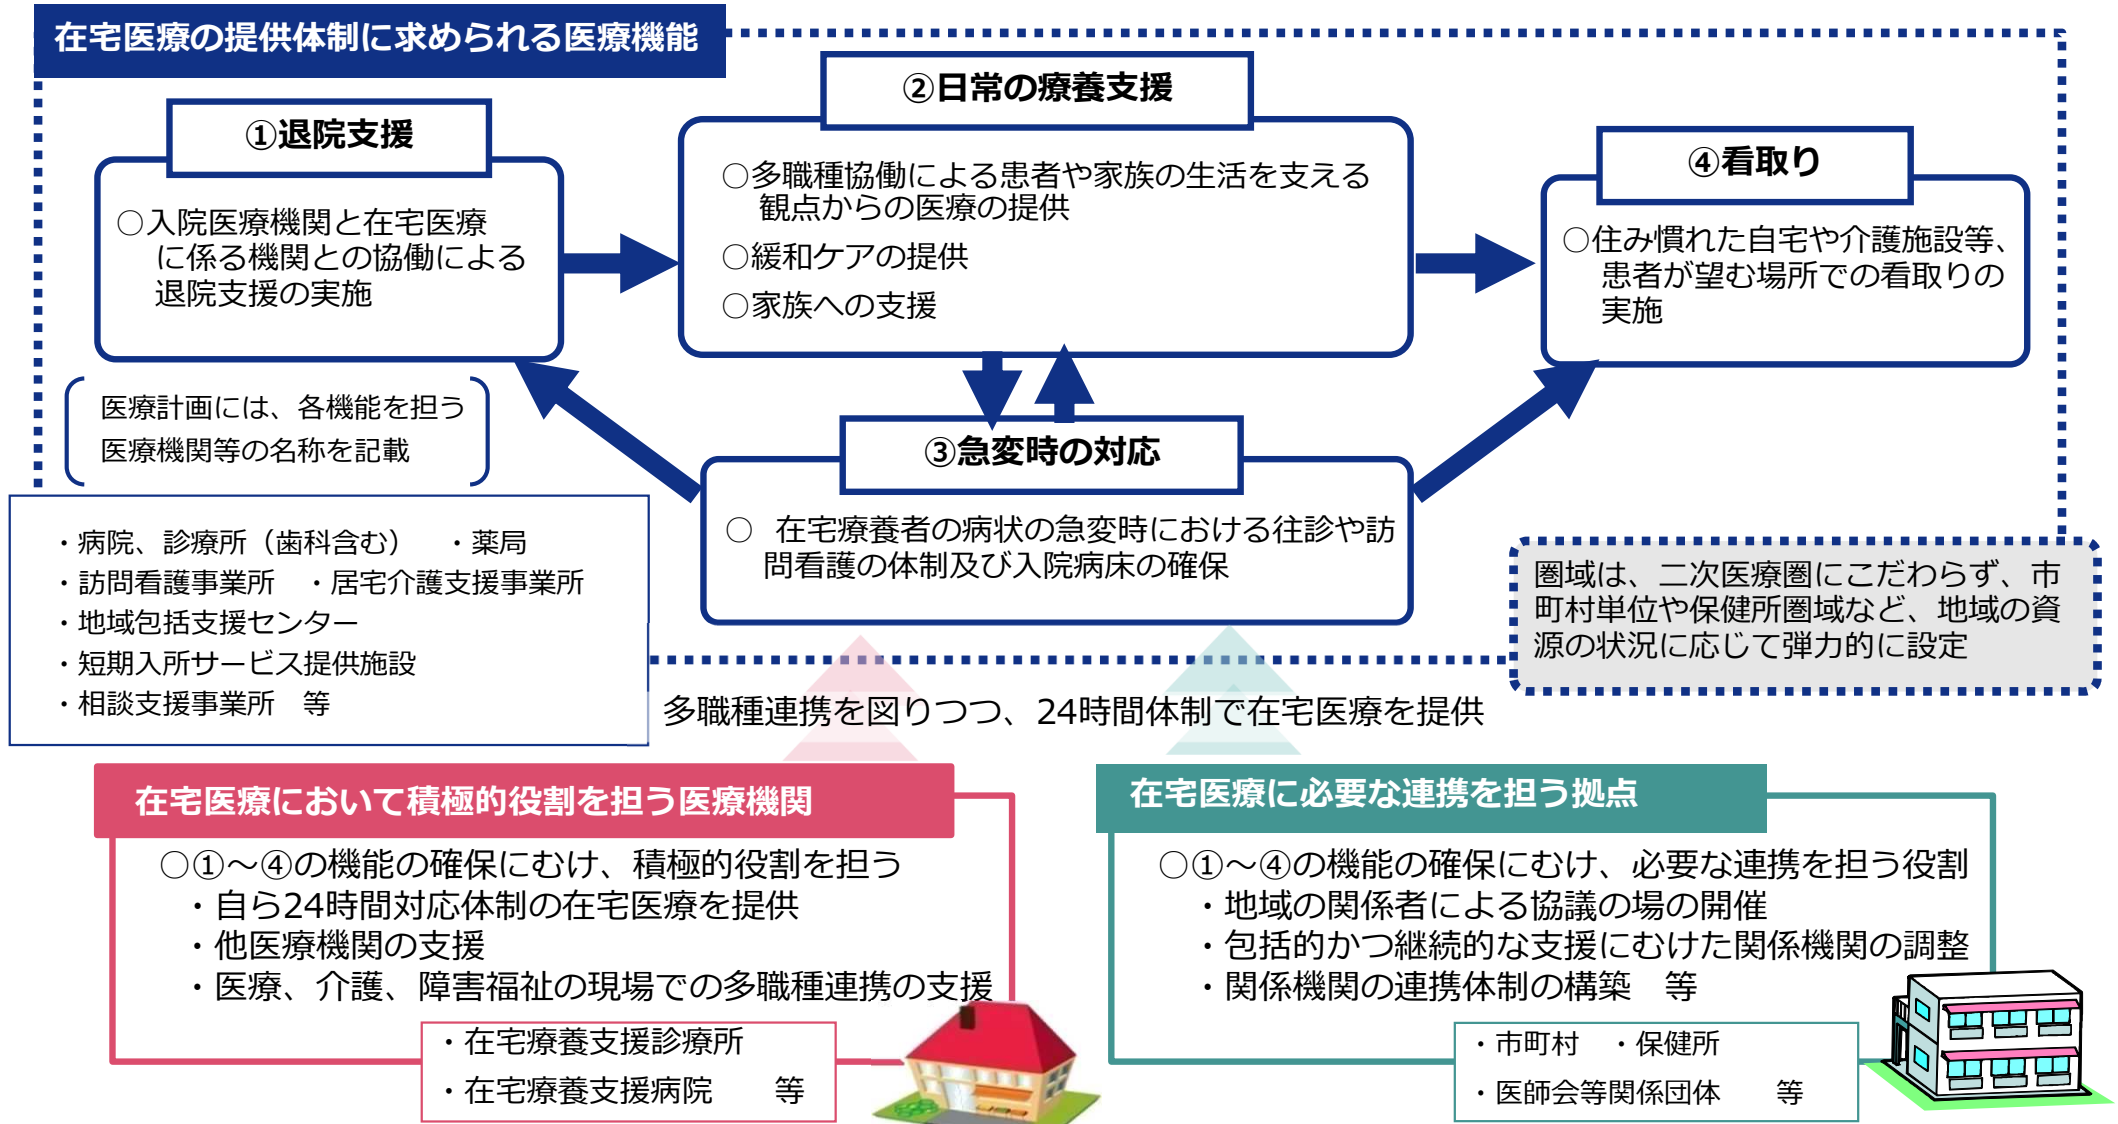 在宅医療の提供体制に求められる医療機能
①退院支援
○入院医療機関と在宅医療
に係る機関との協働による
退院支援の実施
②日常の療養支援
○多職種協働による患者や家族の生活を支える
観点からの医療の提供
○緩和ケアの提供
○家族への支援
④看取り
○住み慣れた自宅や介護施設等、
患者が望む場所での看取りの
実施
医療計画には、各機能を担う
医療機関等の名称を記載
③急変時の対応
○ 在宅療養者の病状の急変時における往診や訪
問看護の体制及び入院病床の確保
・病院、診療所（歯科含む） ・薬局
・訪問看護事業所 ・居宅介護支援事業所
・地域包括支援センター
・短期入所サービス提供施設
・相談支援事業所 等
圏域は、二次医療圏にこだわらず、市
町村単位や保健所圏域など、地域の資
源の状況に応じて弾力的に設定
多職種連携を図りつつ、24時間体制で在宅医療を提供
在宅医療において積極的役割を担う医療機関
○①～④の機能の確保にむけ、積極的役割を担う
・自ら24時間対応体制の在宅医療を提供
・他医療機関の支援
・医療、介護、障害福祉の現場での多職種連携の支援
・在宅療養支援診療所
・在宅療養支援病院 等
在宅医療に必要な連携を担う拠点
○①～④の機能の確保にむけ、必要な連携を担う役割
・地域の関係者による協議の場の開催
・包括的かつ継続的な支援にむけた関係機関の調整
・関係機関の連携体制の構築 等
・市町村 ・保健所
・医師会等関係団体 等